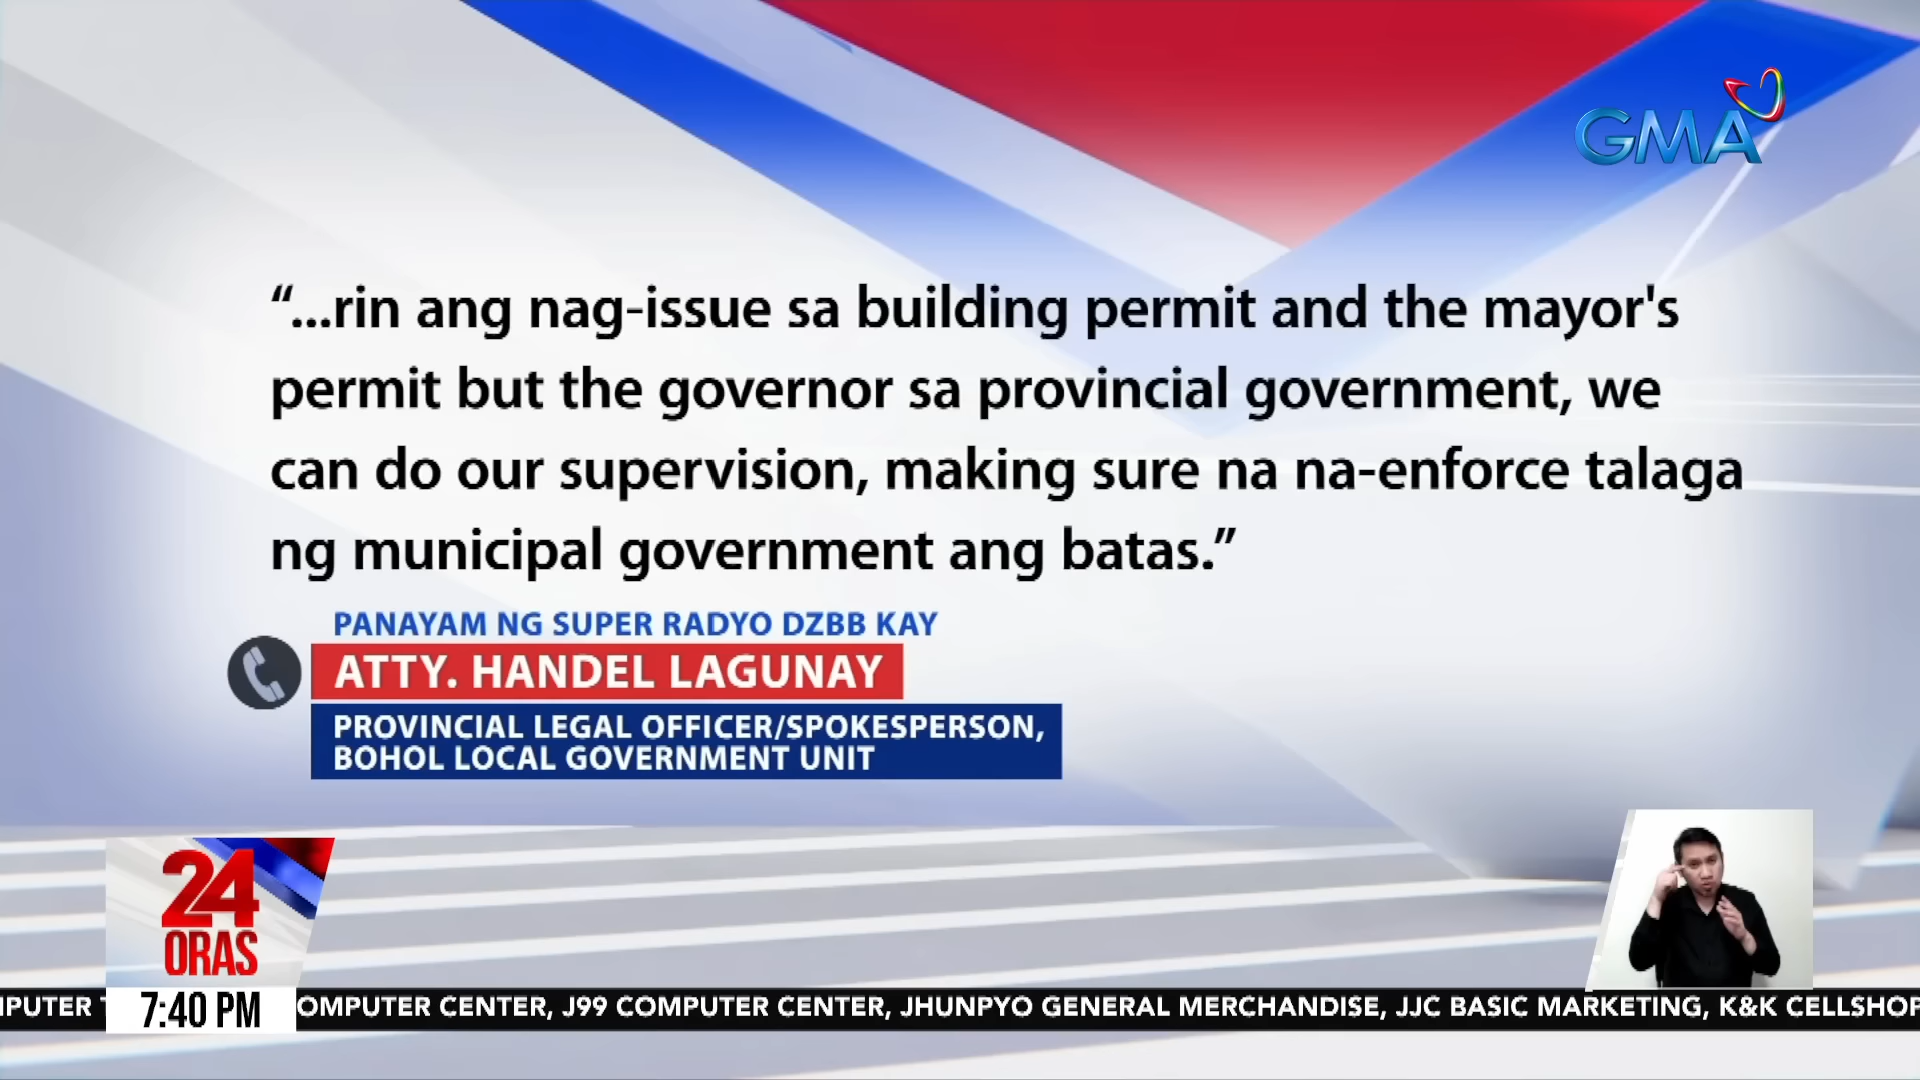 GMA
“...rin ang nag-issue sa building permit and the mayor's
permit but the governor sa provincial government, we
can do our supervision, making sure na na-enforce talaga
ng municipal government ang batas.”
PANAYAM NG SUPER RADYO DZBB KAY
ATTY. HANDEL LAGUNAY
PROVINCIAL LEGAL OFFICER/SPOKESPERSON,
BOHOL LOCAL GOVERNMENT UNIT
24
ORAS
7:40 PM
OMPUTER CENTER, J99 COMPUTER CENTER, JHUNPYO GENERAL MERCHANDISE, JJC BASIC MARKETING, K&K CELLSHOP